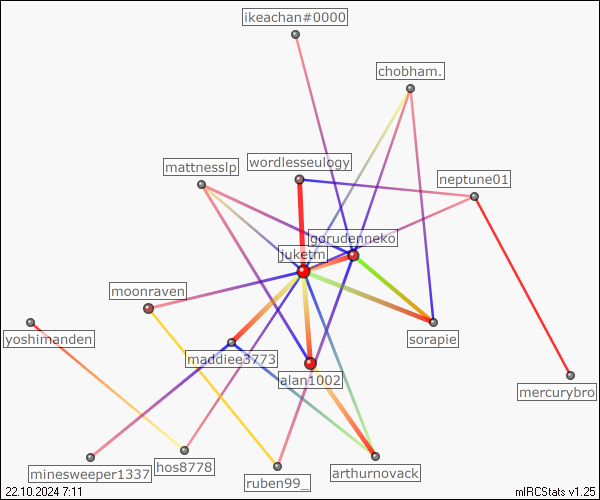 ikeachan#0000
chobham.
mattnesslp
wordlesseulogy
neptune01
gorudenneko
juketm
moonraven
yoshimanden
maddiee3773
sorapie
alan1002
mercurybro
minesweeper1337
hos8778
ruben99_
arthurnovack
22.10.2024 7:11
mIRCStats v1.25